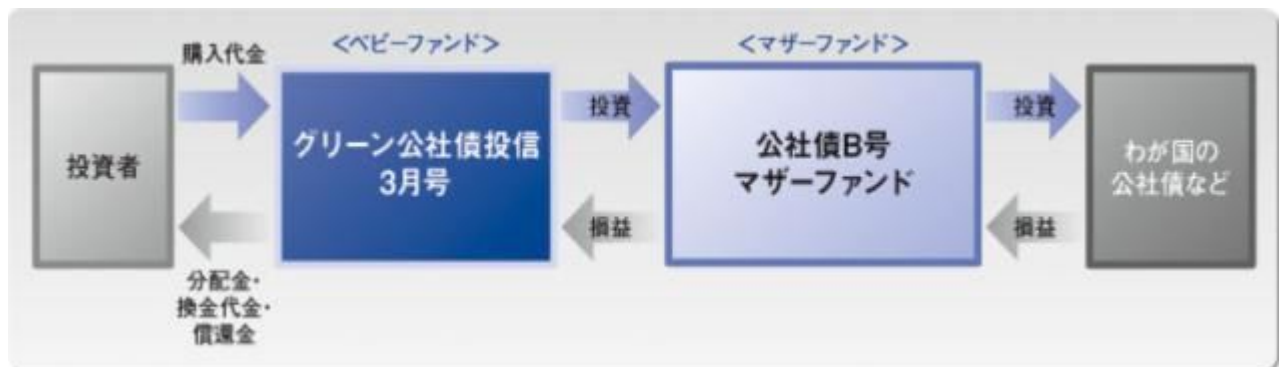 購入代金
<ベビーファンド>
<マザーファンド>
投資者
グリーン公社債投信
3月号
投資
公社債B号
マザーファンド
投資
わが国の
公社債など
損益
損益
分配金・
換金代金・
償還金